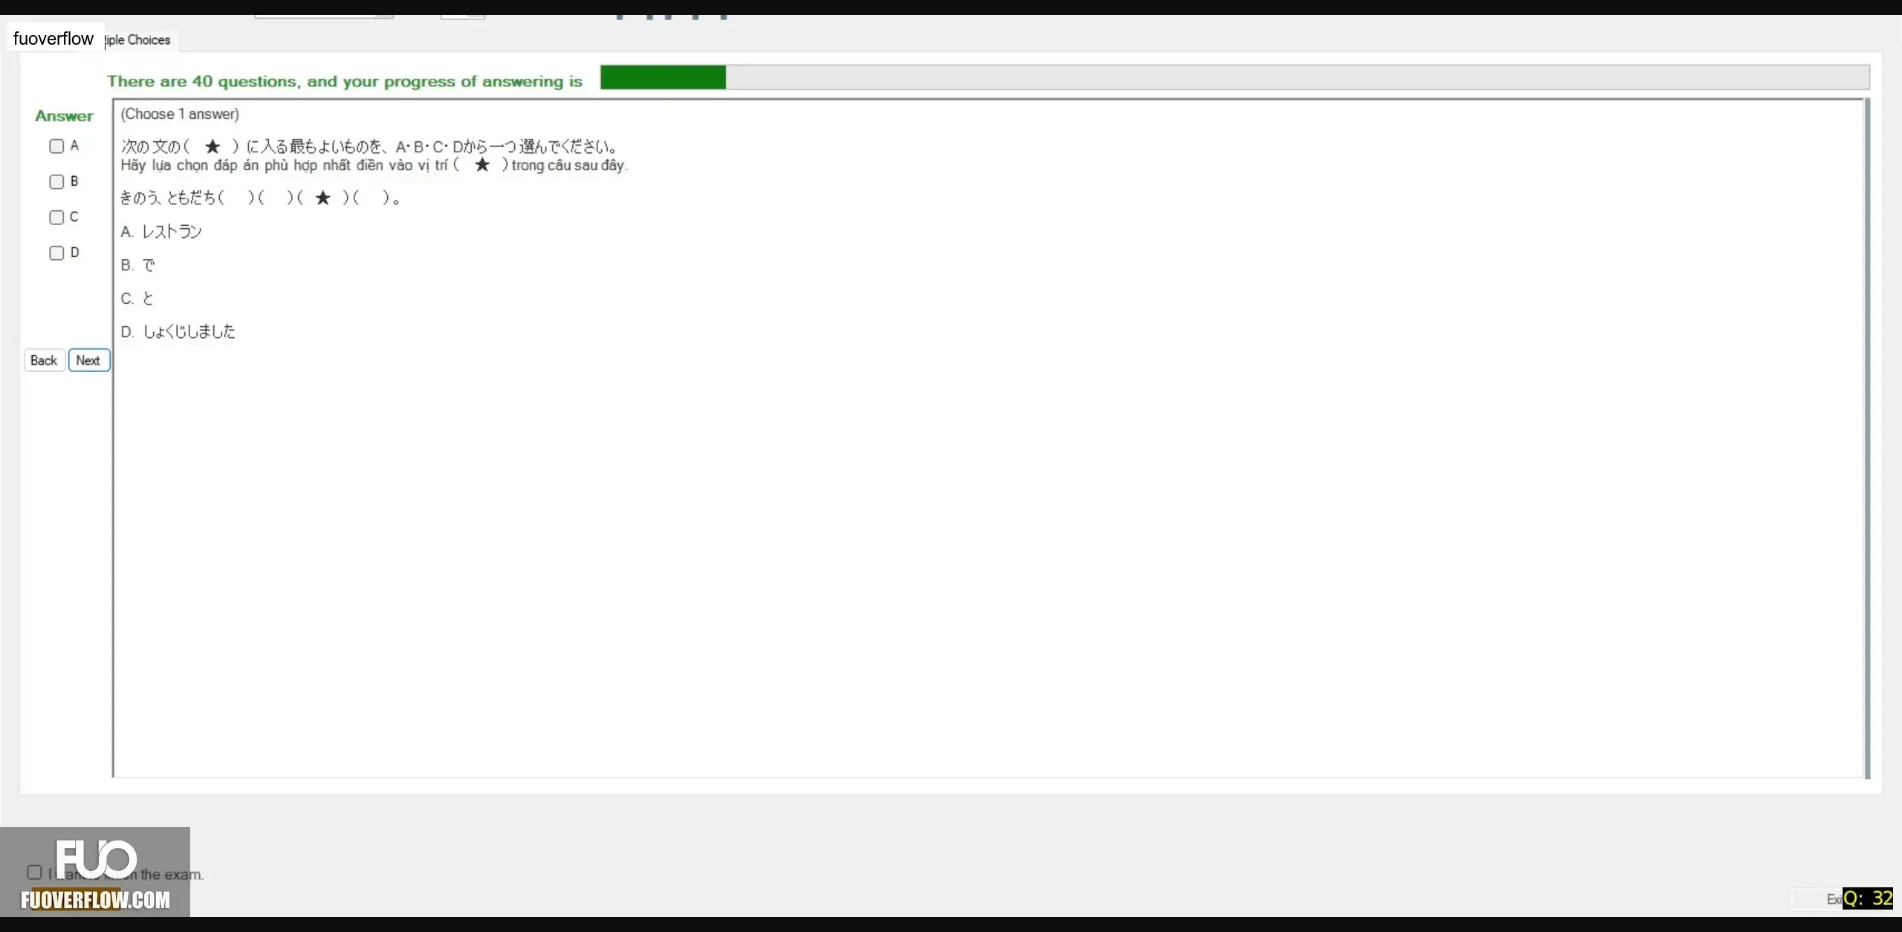 fuoverflow
iple Choices
There are 40 questions, and your progress of answering is
Answer
(Choose 1 answer)
A
次の文の( ★ )に入る最もよいものを、A・B・C・Dから一つ選んでください。
Hãy lựa chọn đáp án phù hợp nhất điền vào vị trí ( ★ ) trong câu sau đây.
B
きのう、ともだち( )( )( ★ )( )。
C
A. レストラン
D
B. で
C. と
D. しょくじしました
Back Next
FUO
the exam.
FUOVERFLOW.COM
Q: 32